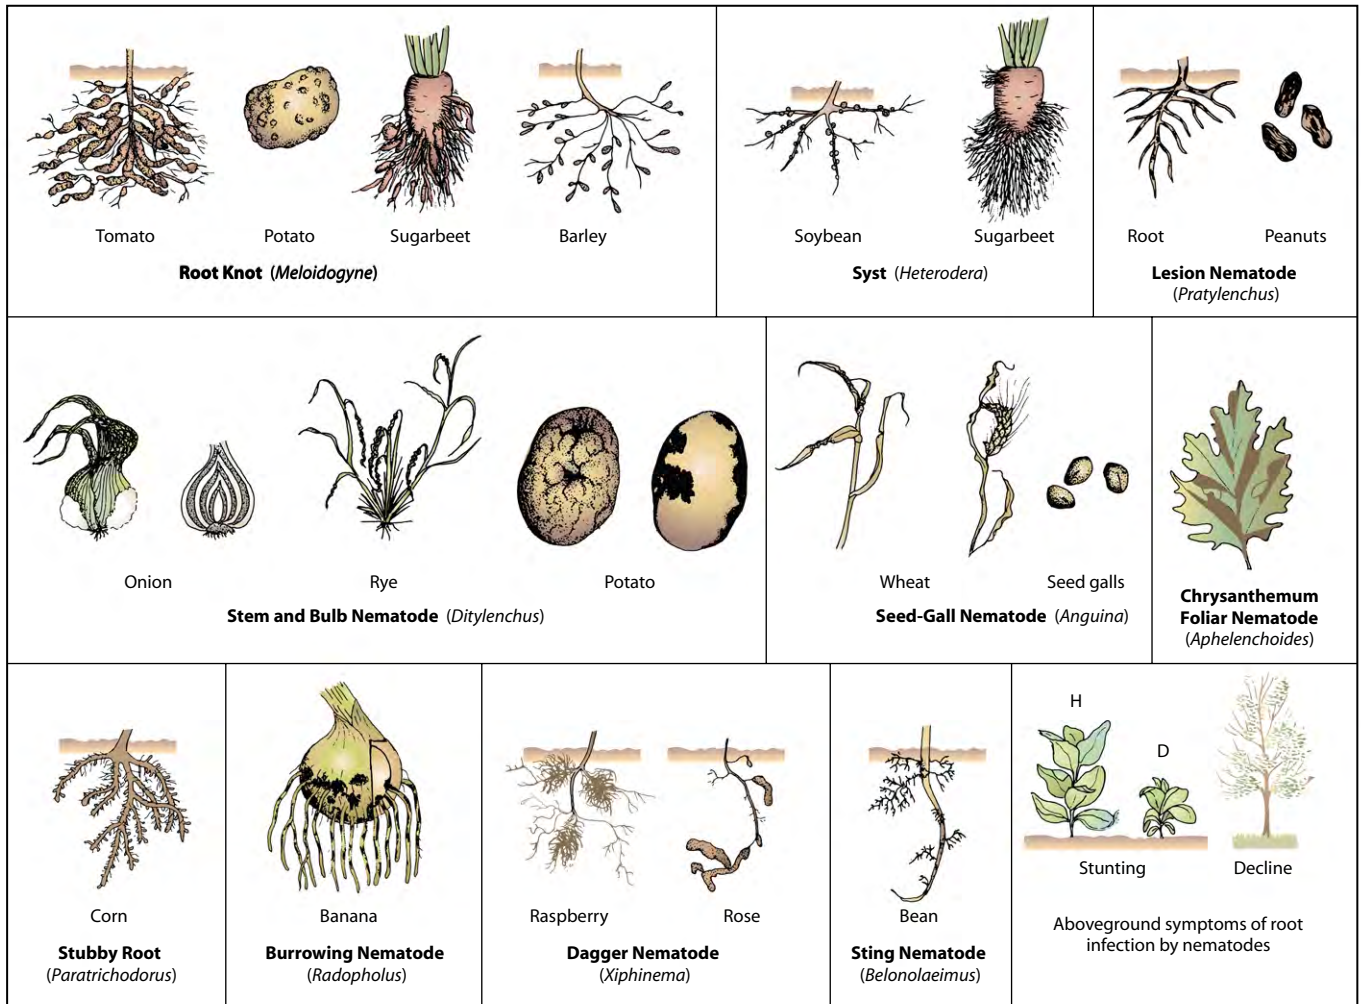 Tomato
Potato
Sugarbeet
Barley
Root Knot (Meloidogyne)
Soybean
Sugarbeet
Syst (Heterodera)
Root
Peanuts
Lesion Nematode
(Pratylenchus)
Onion
Rye
Potato
Stem and Bulb Nematode (Ditylenchus)
Wheat
Seed galls
Seed-Gall Nematode (Anguina)
Chrysanthemum
Foliar Nematode
(Aphelenchoides)
Corn
Stubby Root
(Paratrichodorus)
Banana
Burrowing Nematode
(Radopholus)
Raspberry
Rose
Dagger Nematode
(Xiphinema)
Bean
Sting Nematode
(Belonolaeimus)
H
D
Stunting
Decline
Aboveground symptoms of root
infection by nematodes